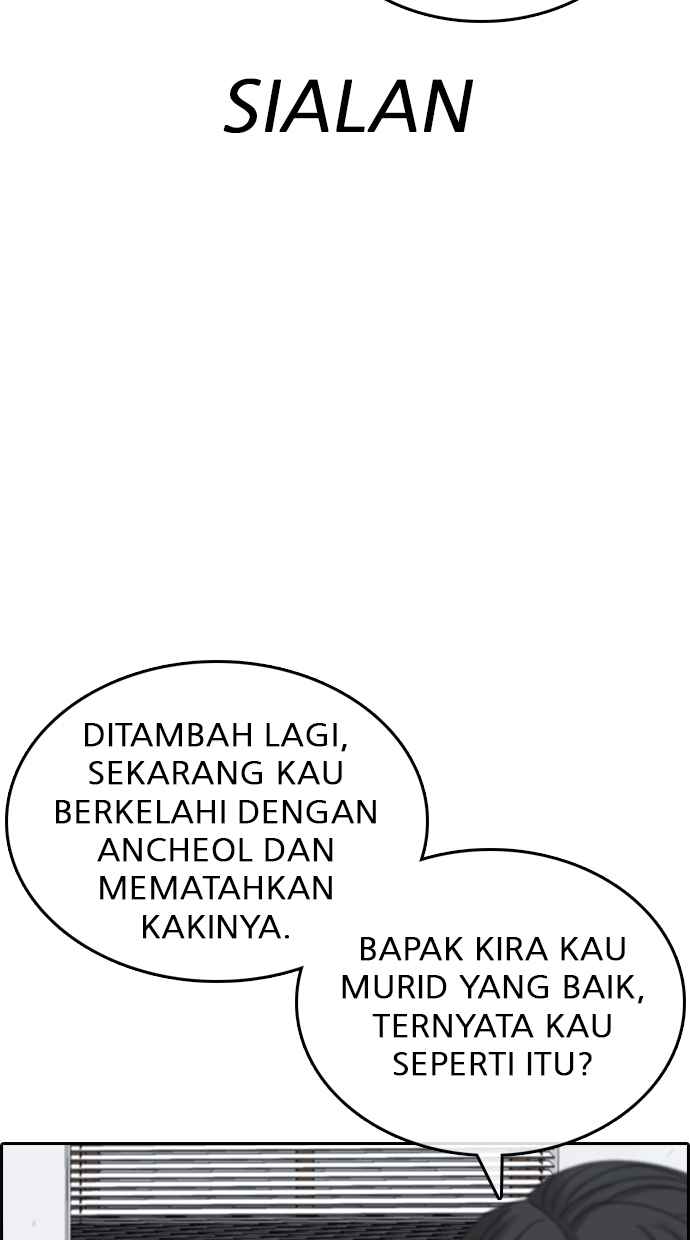 SIALAN
DITAMBAH LAGI,
SEKARANG KAU
BERKELAHI DENGAN
ANCHEOL DAN
MEMATAHKAN
KAKINYA.
BAPAK KIRA KAU
MURID YANG BAIK,
TERNYATA KAU
SEPERTI ITU?